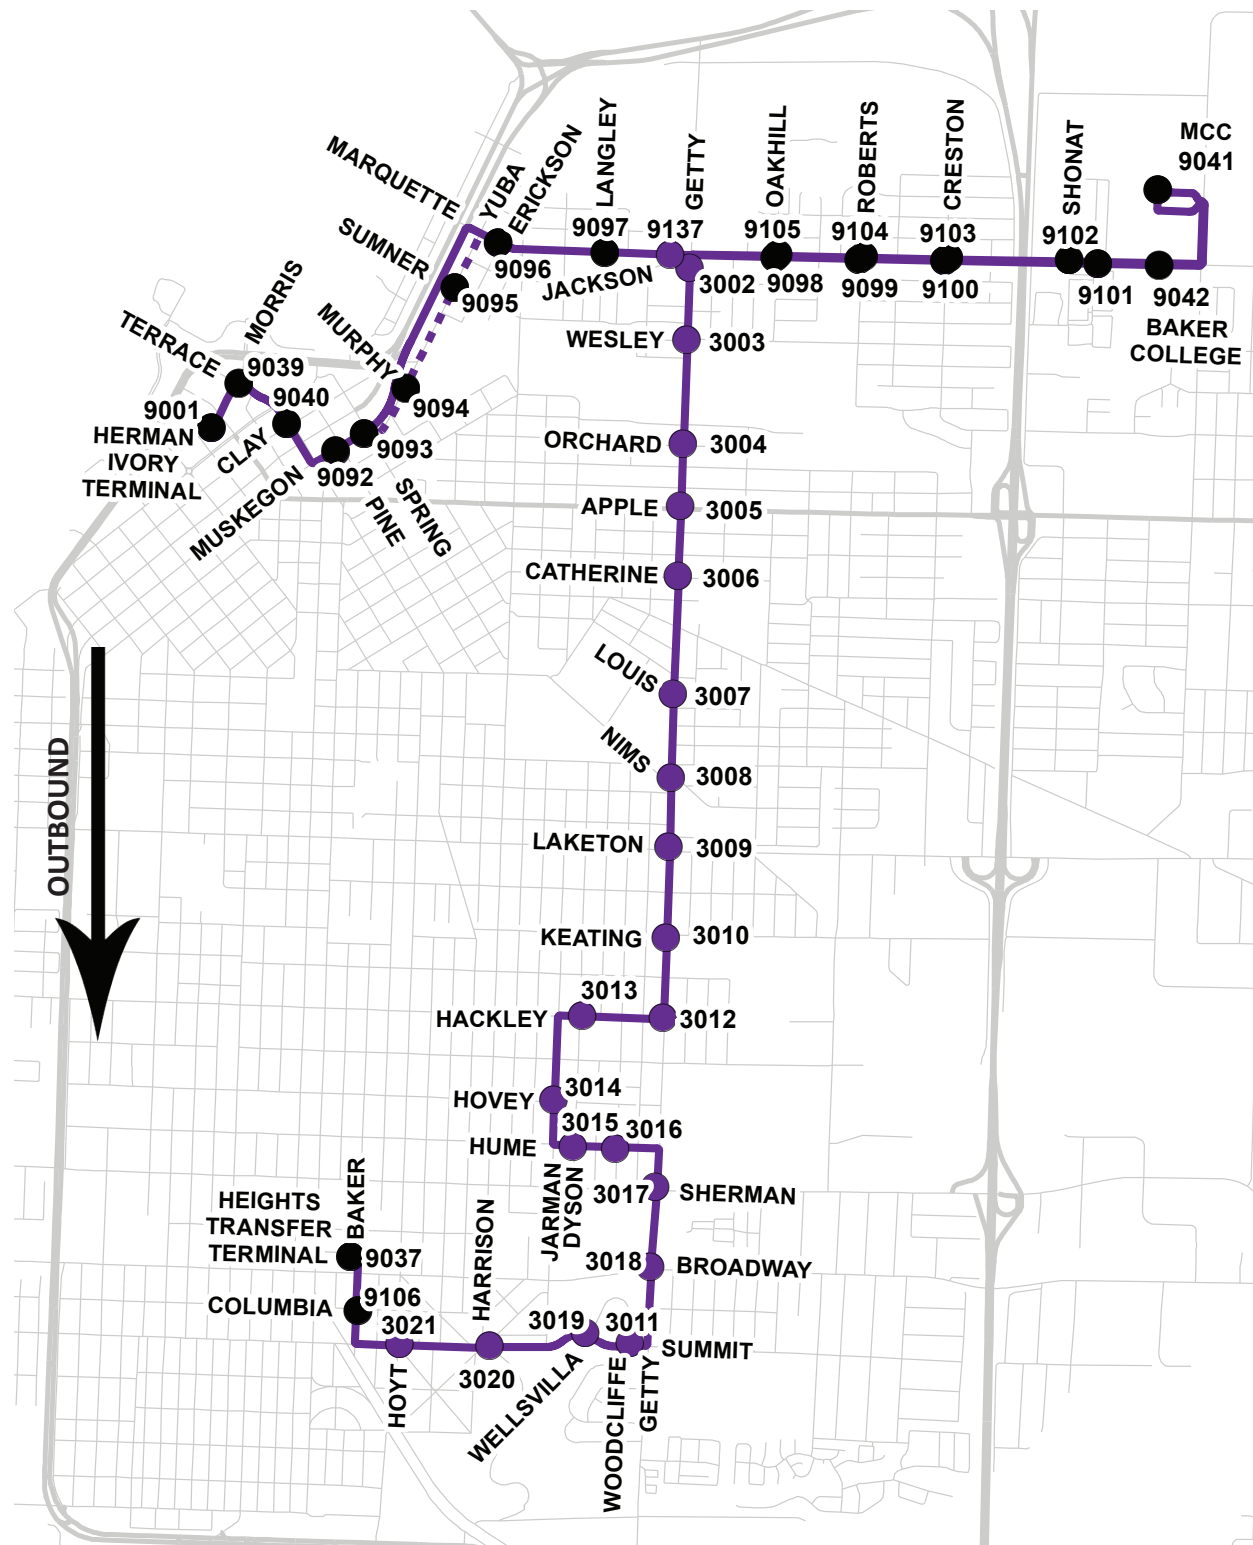 MCC
9041
MARQUETTE
YUBA
ERICKSON
LANGLEY
GETTY
OAKHILL
ROBERTS
CRESTON
SHONAT
SUMNER
9097
9137
9105
9104
9103
9102
9096
9095
JACKSON
3002
9098
9099
9100
9101
9042
BAKER
COLLEGE
MORRIS
TERRACE
MURPHY
WESLEY
3003
9039
9040
9094
9001
HERMAN
IVORY
TERMINAL
CLAY
9093
9092
MUSKEGON
PINE
SPRING
ORCHARD
3004
APPLE
3005
CATHERINE
3006
LOUIS
3007
NIMS
3008
OUTBOUND
LAKETON
3009
KEATING
3010
3013
HACKLEY
3012
3014
HOVEY
3015
3016
HUME
JARMAN
DYSON
3017
SHERMAN
HEIGHTS
TRANSFER
TERMINAL
BAKER
9037
HARRISON
3018
BROADWAY
COLUMBIA
9106
3021
3019
3011
SUMMIT
3020
HOYT
WELLSVILLA
WOODCLIFFE
GETTY